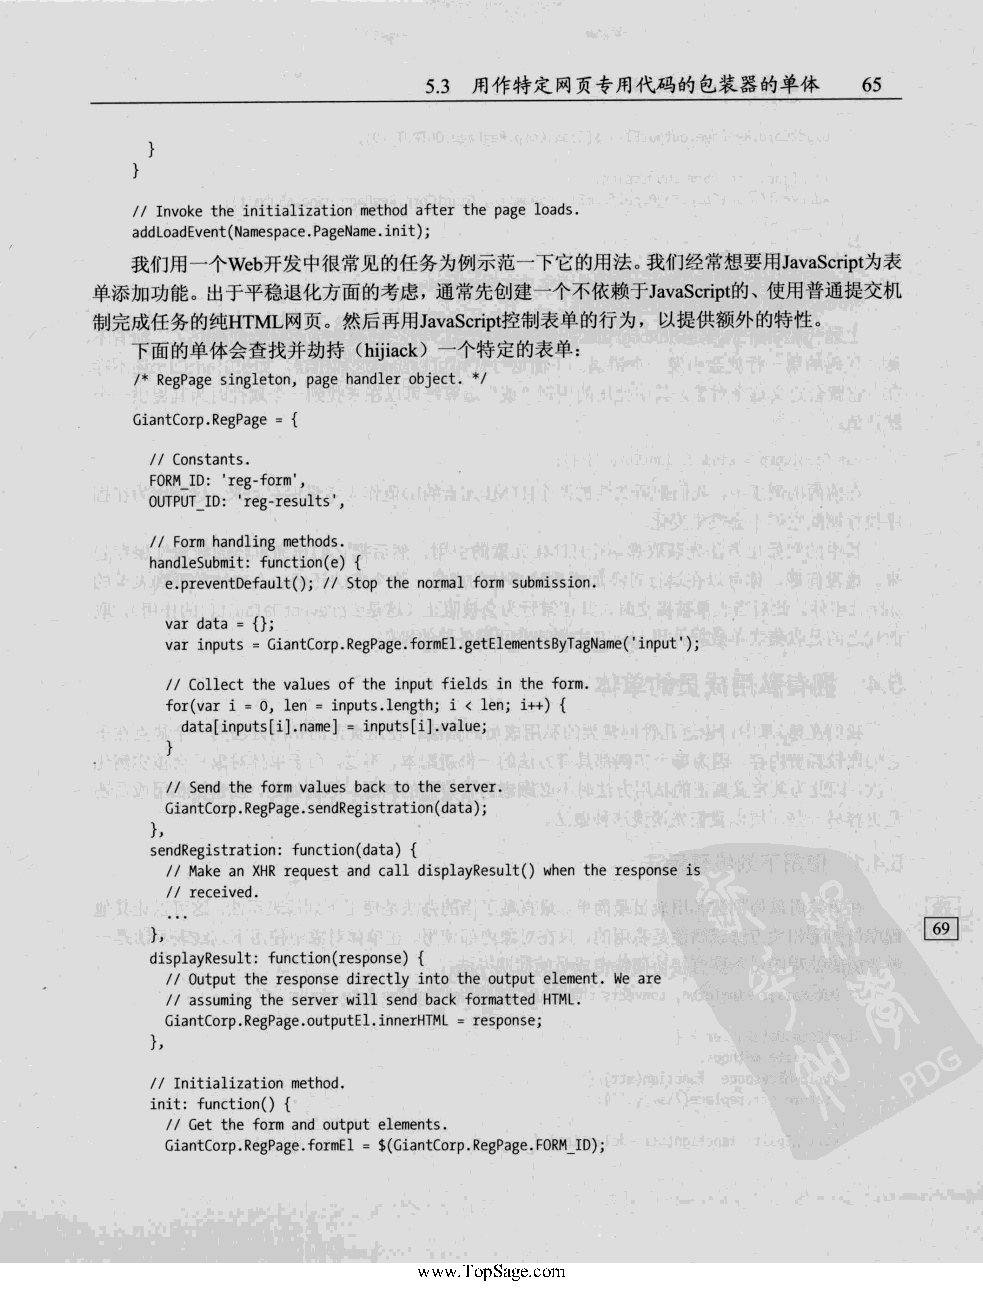 5.3 用作特定网页专用代码的包装器的单体 65
}
}
// Invoke the initialization method after the page loads.
addLoadEvent(Namespace.PageName.init);
我们用一个Web开发中很常见的任务为例示范一下它的用法。我们经常想要用JavaScript为表
单添加功能。出于平稳退化方面的考虑，通常先创建一个不依赖于JavaScript的、使用普通提交机
制完成任务的纯HTML网页。然后再用JavaScript控制表单的行为，以提供额外的特性。
下面的单体会查找并劫持（hijiack）一个特定的表单：
/* RegPage singleton, page handler object. */
GiantCorp.RegPage = {
// Constants.
FORM_ID: 'reg-form',
OUTPUT_ID: 'reg-results',
// Form handling methods.
handleSubmit: function(e) {
e.preventDefault(); // Stop the normal form submission.
var data = {};
var inputs = GiantCorp.RegPage.formEl.getElementsByTagName('input');
// Collect the values of the input fields in the form.
for(var i = 0, len = inputs.length; i < len; i++) {
data[inputs[i].name] = inputs[i].value;
}
// Send the form values back to the server.
GiantCorp.RegPage.sendRegistration(data);
},
sendRegistration: function(data) {
// Make an XHR request and call displayResult() when the response is
// received.
...
},
69
displayResult: function(response) {
// Output the response directly into the output element. We are
// assuming the server will send back formatted HTML.
GiantCorp.RegPage.outputEl.innerHTML = response;
},
// Initialization method.
init: function() {
// Get the form and output elements.
GiantCorp.RegPage.formEl = $(GiantCorp.RegPage.FORM_ID);
PDG
www.TopSage.com